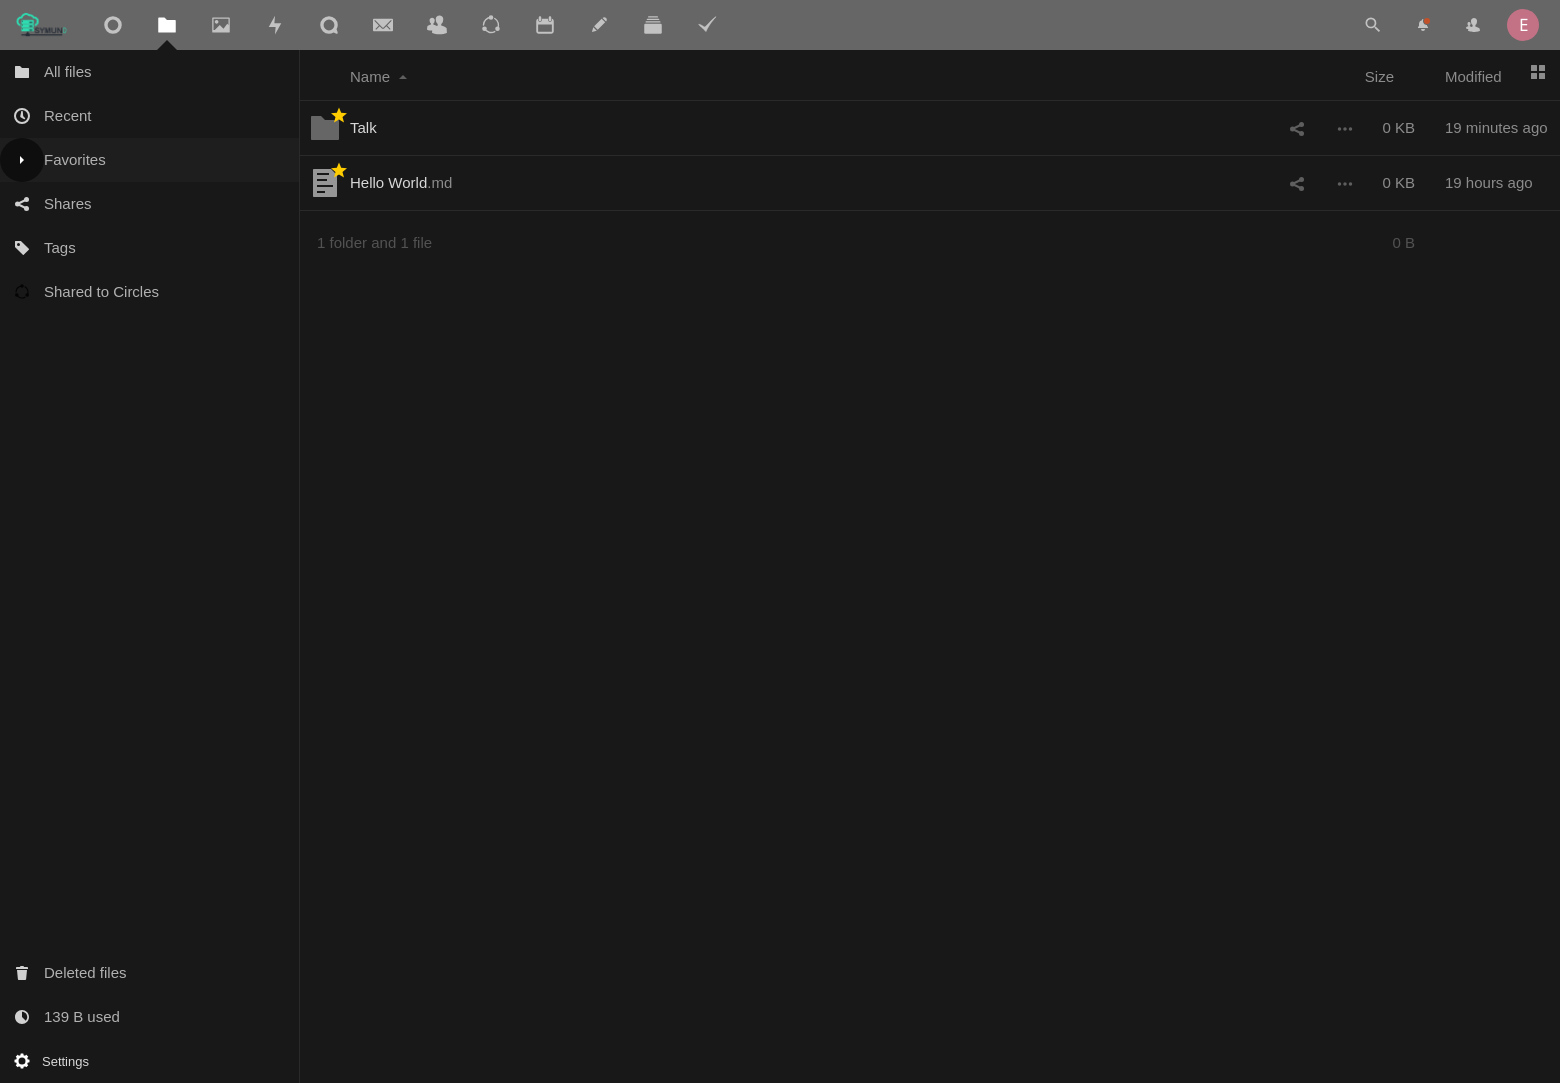 E
All files
Recent
Favorites
Shares
Tags
Shared to Circles
Deleted files
139 B used
Settings
Name Size Modified
Talk 0 KB 19 minutes ago
Hello World.md 0 KB 19 hours ago
1 folder and 1 file 0 B